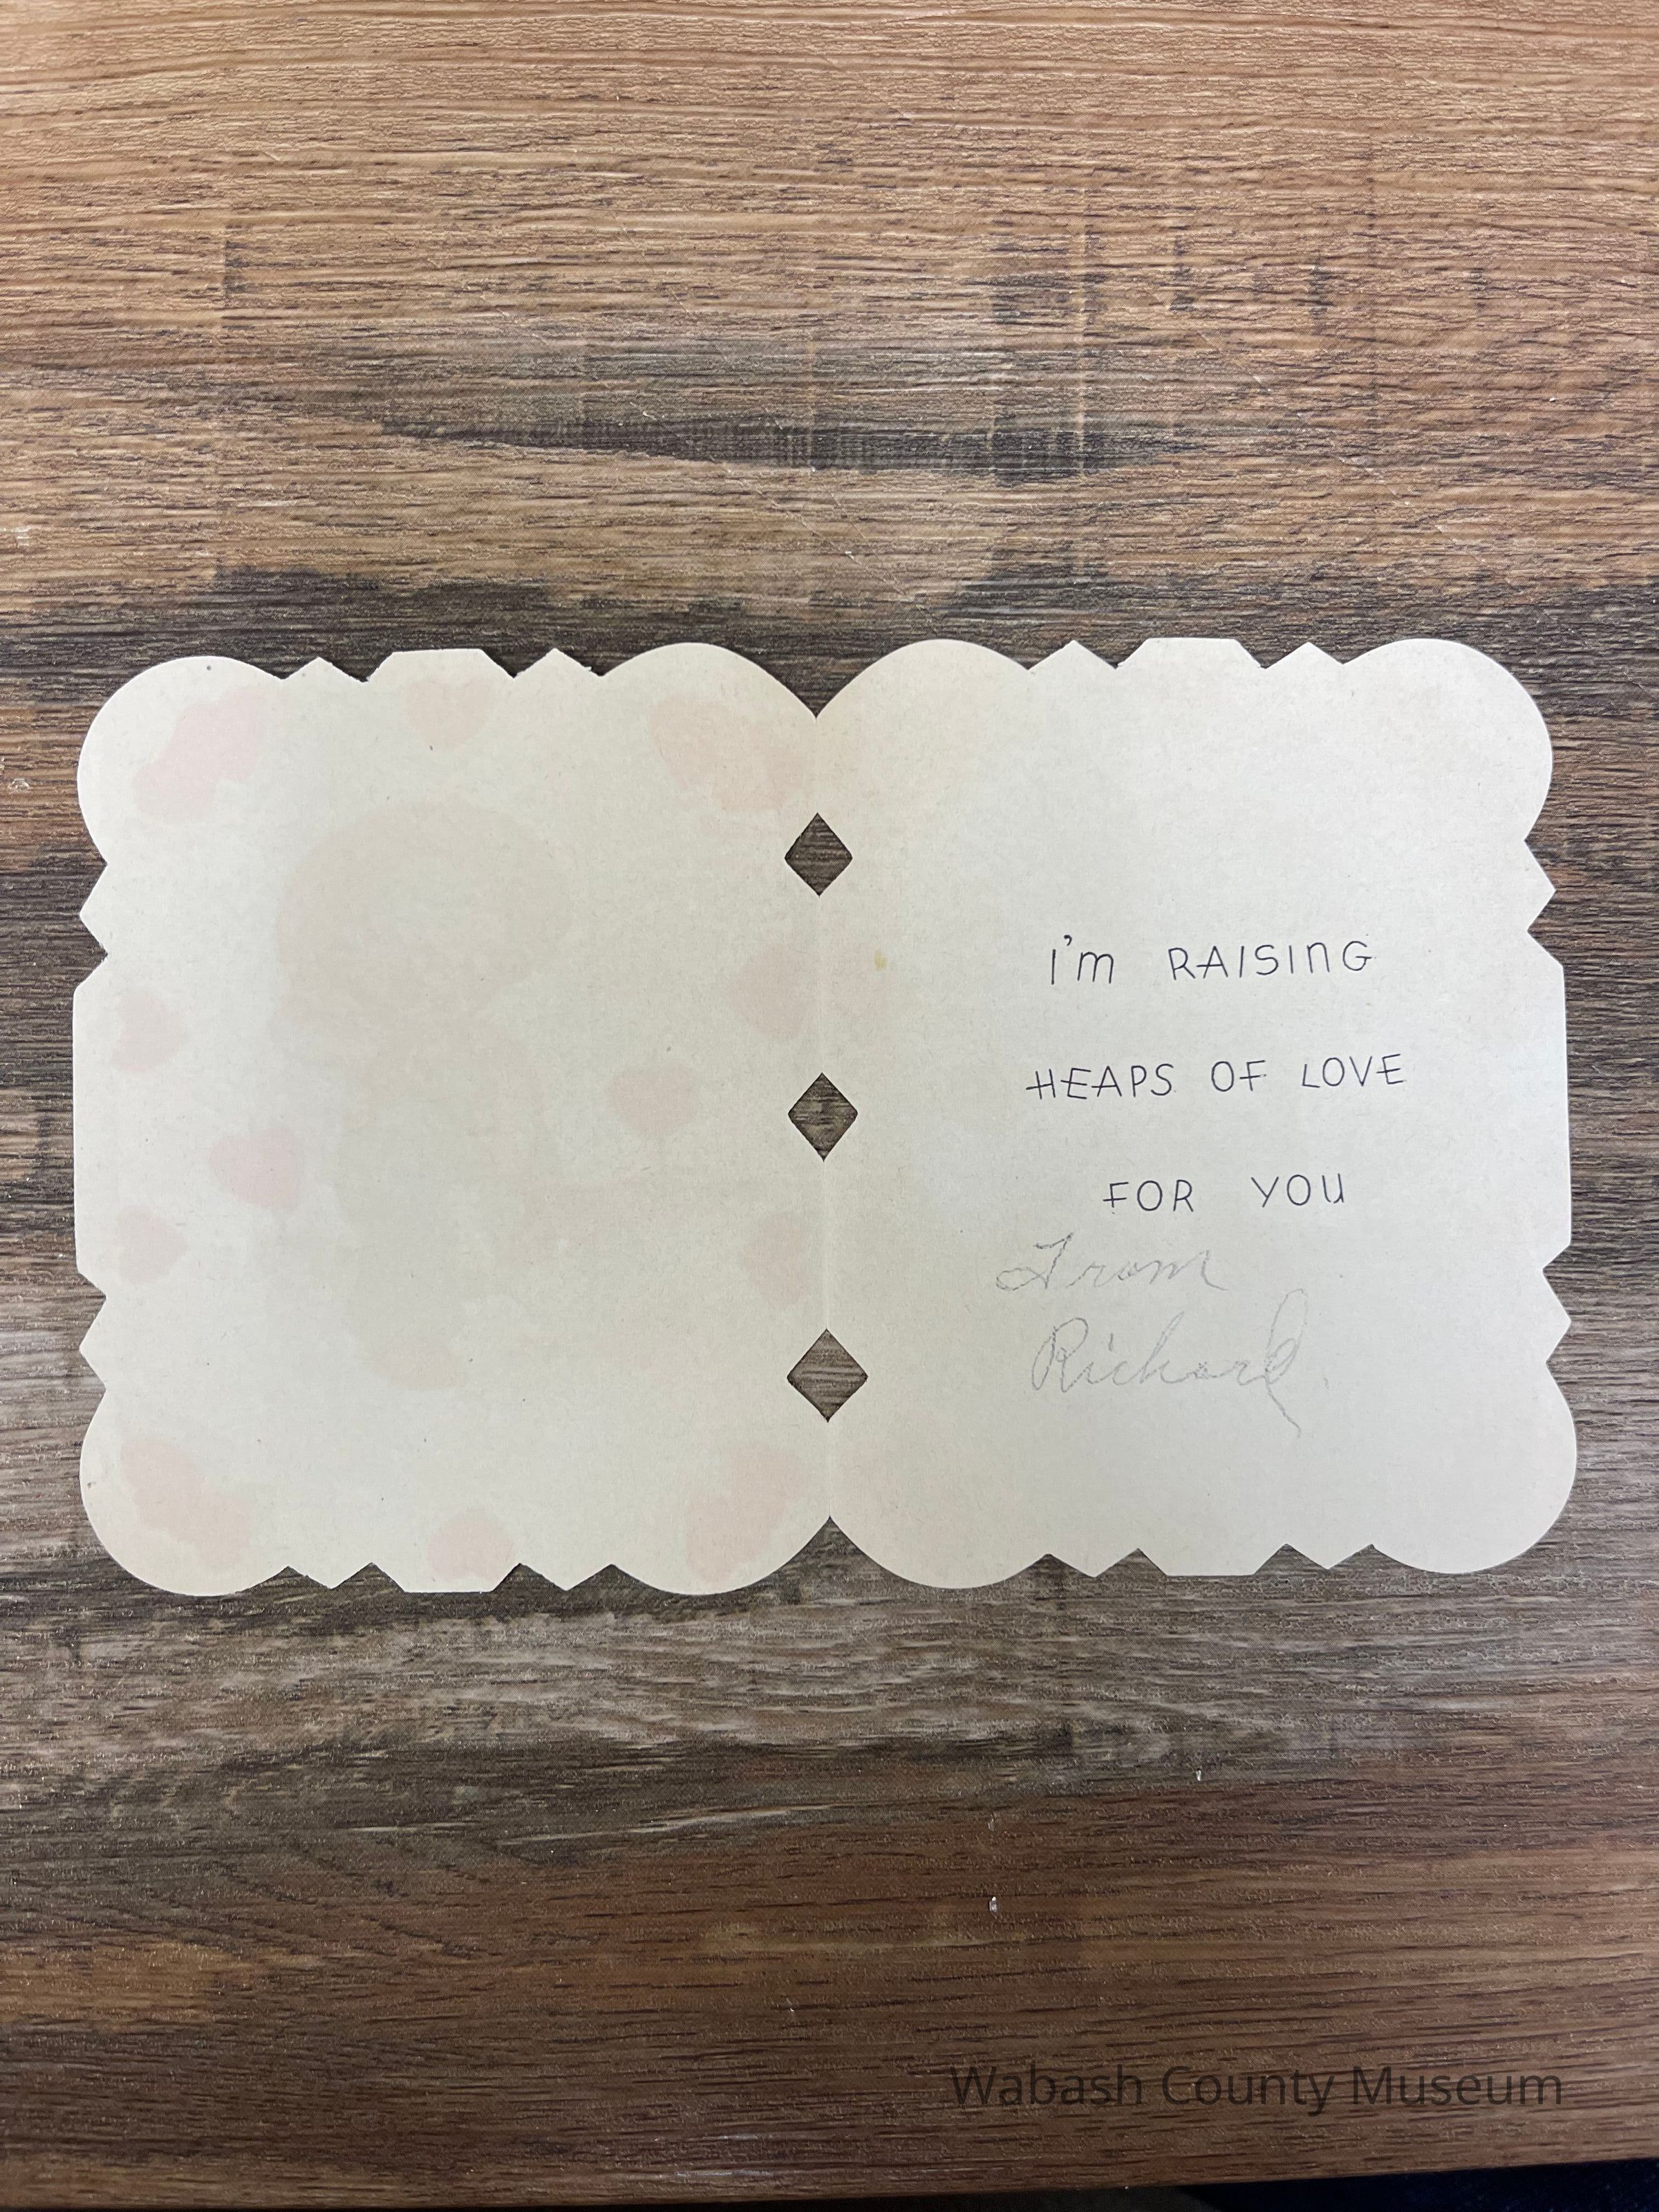 I'm RAISING
HEAPS OF LOVE
FOR YOU
From
Richard
Wabash County Museum